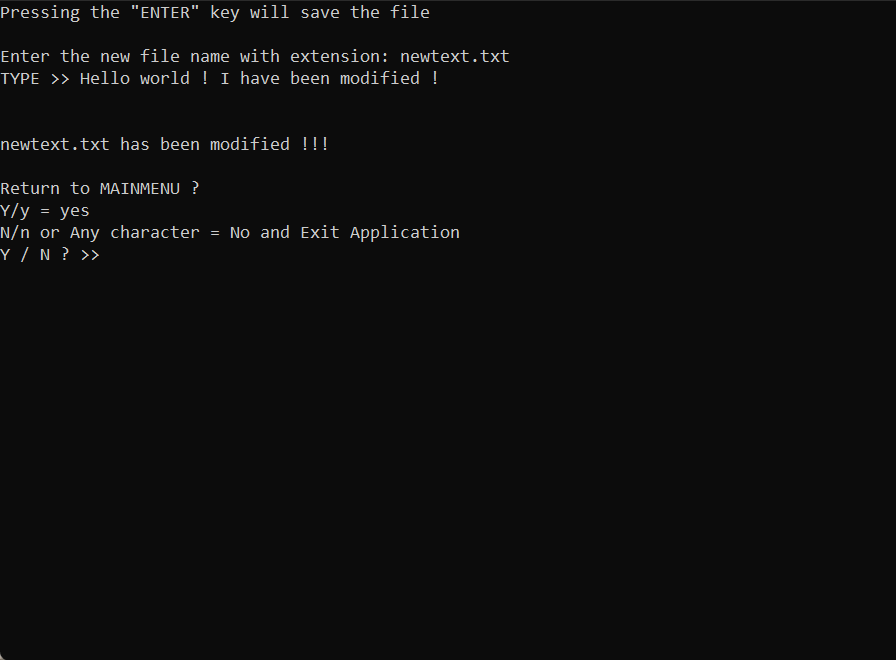 Pressing the "ENTER" key will save the file
Enter the new file name with extension: newtext.txt
TYPE >> Hello world ! I have been modified !
newtext.txt has been modified !!!
Return to MAINMENU ?
Y/y = yes
N/n or Any character = No and Exit Application
Y / N ? >>